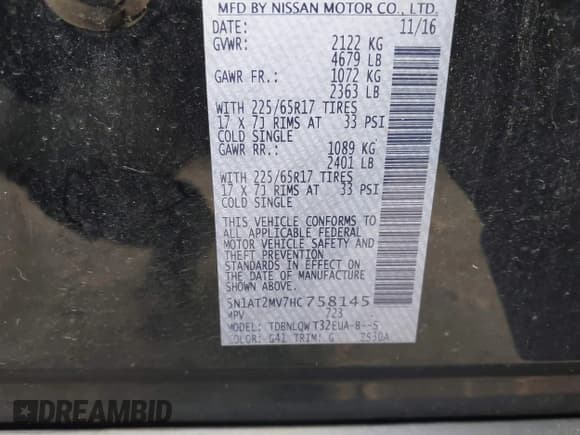 MFD BY NISSAN MOTOR CO., LTD.
DATE: 11/16
GVWR: 2122 KG
4679 LB
GAWR FR.: 1072 KG
2363 LB
WITH 225/65R17 TIRES
17 X 7J RIMS AT 33 PSI
COLD SINGLE
GAWR RR.: 1089 KG
2401 LB
WITH 225/65R17 TIRES
17 X 7J RIMS AT 33 PSI
COLD SINGLE
THIS VEHICLE CONFORMS TO
ALL APPLICABLE FEDERAL
MOTOR VEHICLE SAFETY AND
THEFT PREVENTION
STANDARDS IN EFFECT ON
THE DATE OF MANUFACTURE
SHOWN ABOVE.
5N1AT2MV7HC758145
MPV 723
MODEL: TDBNLQW T32EUA-B--S
COLOR: G41 TRIM: G
DREAMBID